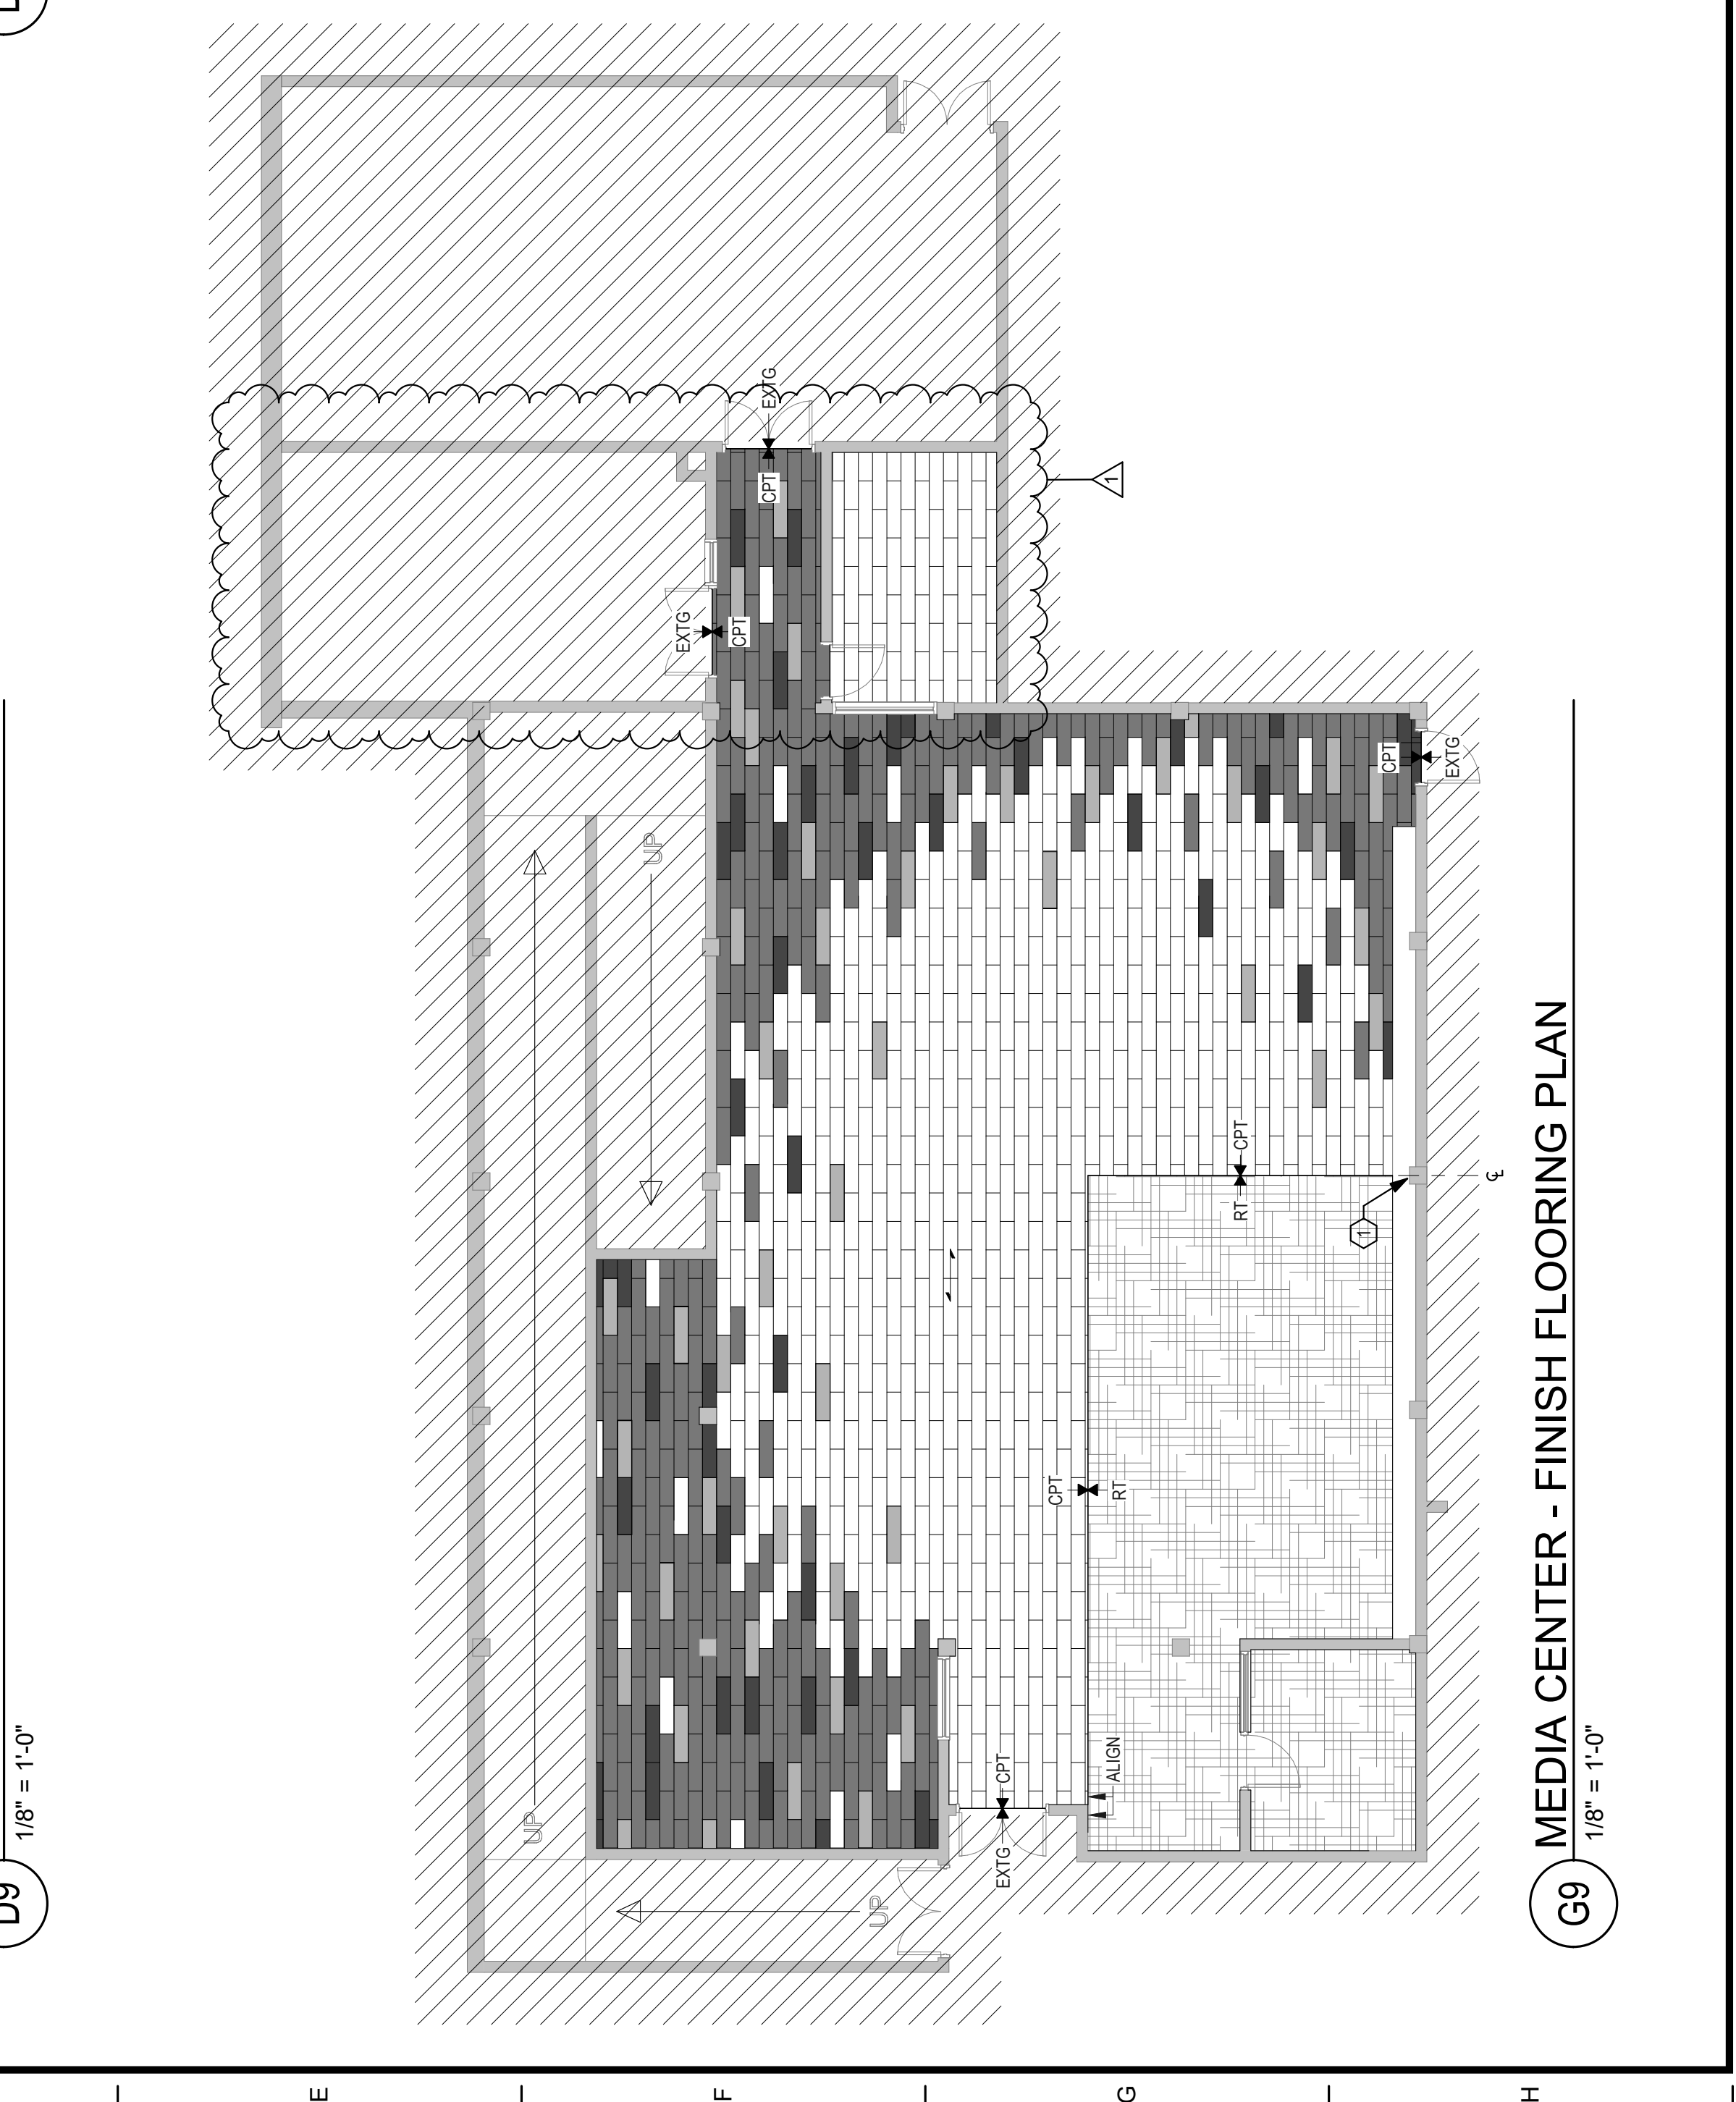 D9
1/8" = 1'-0"
EXTG
CPT
EXTG
CPT
1
UP
CPT
EXTG
CPT
RT
1
℄
CPT
RT
ALIGN
CPT
EXTG
UP
UP
G9
MEDIA CENTER - FINISH FLOORING PLAN
1/8" = 1'-0"
E
F
G
H